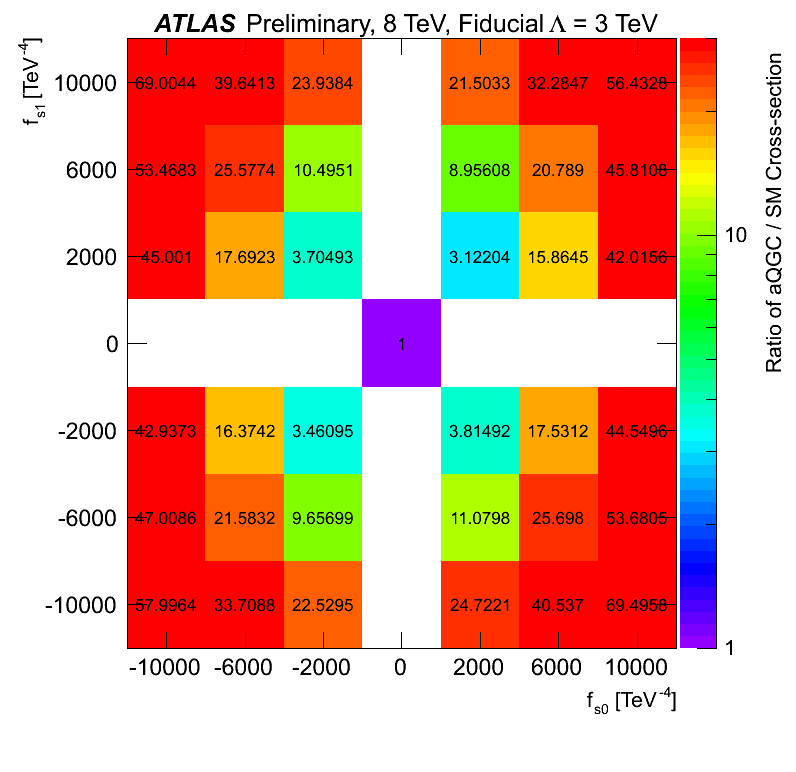 ATLAS Preliminary, 8 TeV, Fiducial Λ = 3 TeV
f_s1 [TeV^-4]
10000 69.0044 39.6413 23.9384 21.5033 32.2847 56.4328
6000 53.4683 25.5774 10.4951 8.95608 20.789 45.8108
2000 45.001 17.6923 3.70493 3.12204 15.8645 42.0156
0 1
-2000 42.9373 16.3742 3.46095 3.81492 17.5312 44.5496
-6000 47.0086 21.5832 9.65699 11.0798 25.698 53.6805
-10000 57.9964 33.7088 22.5295 24.7221 40.537 69.4958
-10000 -6000 -2000 0 2000 6000 10000
f_s0 [TeV^-4]
10
1
Ratio of aQGC / SM Cross-section